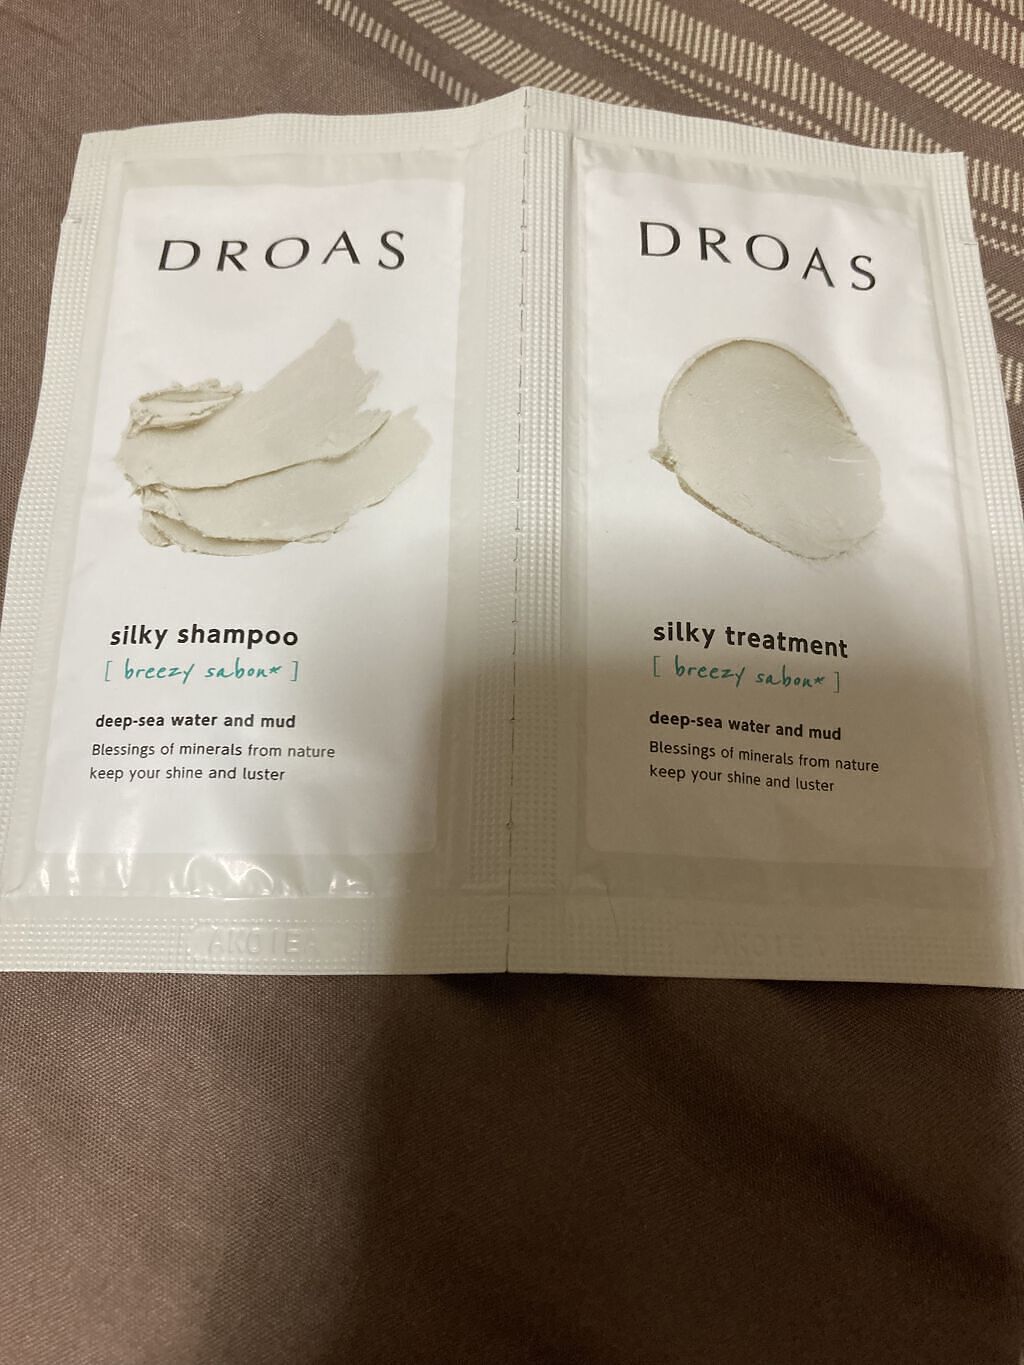 DROAS
silky shampoo
[ breezy sabon* ]
deep-sea water and mud
Blessings of minerals from nature
keep your shine and luster
DROAS
silky treatment
[ breezy sabon* ]
deep-sea water and mud
Blessings of minerals from nature
keep your shine and luster